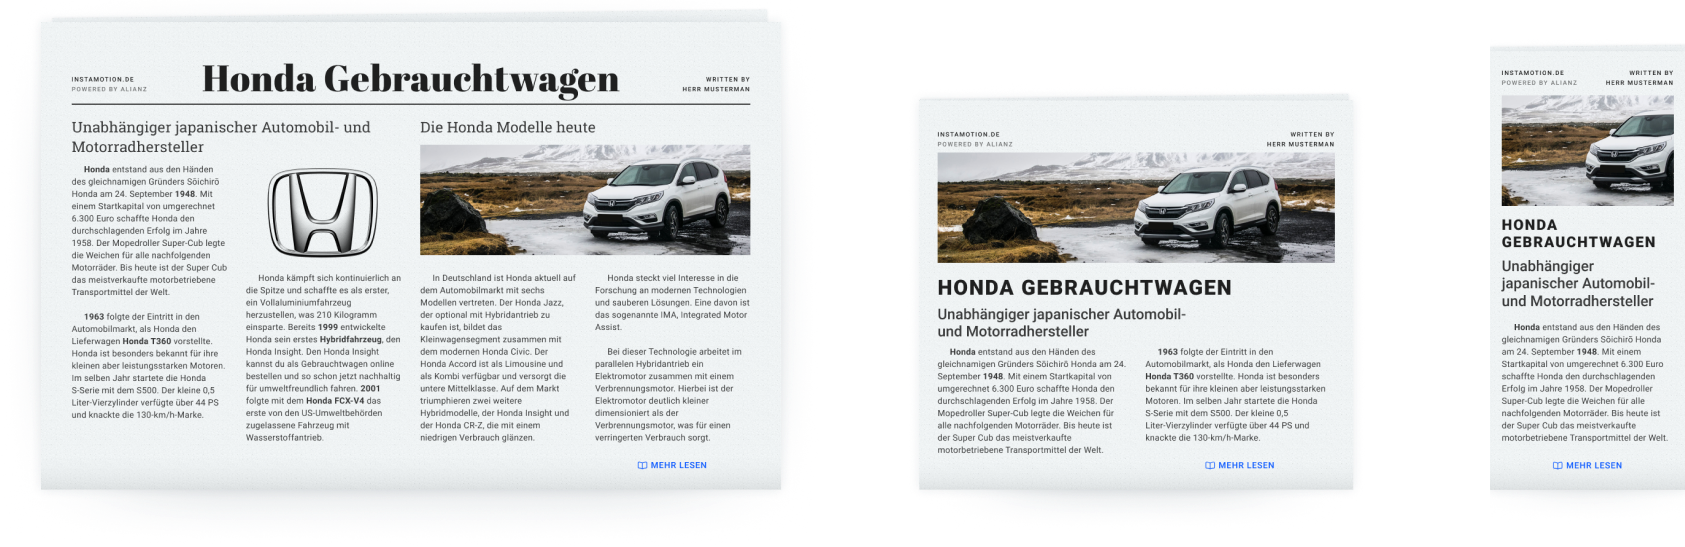 INSTAMOTION.DE
POWERED BY ALIANZ
Honda Gebrauchtwagen
WRITTEN BY
HERR MUSTERMAN
Unabhängiger japanischer Automobil- und
Motorradhersteller
Honda entstand aus den Händen
des gleichnamigen Gründers Sōichirō
Honda am 24. September 1948. Mit
einem Startkapital von umgerechnet
6.300 Euro schaffte Honda den
durchschlagenden Erfolg im Jahre
1958. Der Mopedroller Super-Cub legte
die Weichen für alle nachfolgenden
Motorräder. Bis heute ist der Super Cub
das meistverkaufte motorbetriebene
Transportmittel der Welt.
1963 folgte der Eintritt in den
Automobilmarkt, als Honda den
Lieferwagen Honda T360 vorstellte.
Honda ist besonders bekannt für ihre
kleinen aber leistungsstarken Motoren.
Im selben Jahr startete die Honda
S-Serie mit dem S500. Der kleine 0,5
Liter-Vierzylinder verfügte über 44 PS
und knackte die 130-km/h-Marke.
Honda kämpft sich kontinuierlich an
die Spitze und schaffte es als erster,
ein Vollaluminiumfahrzeug
herzustellen, was 210 Kilogramm
einsparte. Bereits 1999 entwickelte
Honda sein erstes Hybridfahrzeug, den
Honda Insight. Den Honda Insight
kannst du als Gebrauchtwagen online
bestellen und so schon jetzt nachhaltig
für umweltfreundlich fahren. 2001
folgte mit dem Honda FCX-V4 das
erste von den US-Umweltbehörden
zugelassene Fahrzeug mit
Wasserstoffantrieb.
Die Honda Modelle heute
In Deutschland ist Honda aktuell auf
dem Automobilmarkt mit sechs
Modellen vertreten. Der Honda Jazz,
der optional mit Hybridantrieb zu
kaufen ist, bildet das
Kleinwagensegment zusammen mit
dem modernen Honda Civic. Der
Honda Accord ist als Limousine und
als Kombi verfügbar und versorgt die
untere Mittelklasse. Auf dem Markt
triumphieren zwei weitere
Hybridmodelle, der Honda Insight und
der Honda CR-Z, die mit einem
niedrigen Verbrauch glänzen.
Honda steckt viel Interesse in die
Forschung an modernen Technologien
und sauberen Lösungen. Eine davon ist
das sogenannte IMA, Integrated Motor
Assist.
Bei dieser Technologie arbeitet im
parallelen Hybridantrieb ein
Elektromotor zusammen mit einem
Verbrennungsmotor. Hierbei ist der
Elektromotor deutlich kleiner
dimensioniert als der
Verbrennungsmotor, was für einen
verringerten Verbrauch sorgt.
MEHR LESEN
INSTAMOTION.DE
POWERED BY ALIANZ
WRITTEN BY
HERR MUSTERMAN
HONDA GEBRAUCHTWAGEN
Unabhängiger japanischer Automobil-
und Motorradhersteller
Honda entstand aus den Händen des
gleichnamigen Gründers Sōichirō Honda am 24.
September 1948. Mit einem Startkapital von
umgerechnet 6.300 Euro schaffte Honda den
durchschlagenden Erfolg im Jahre 1958. Der
Mopedroller Super-Cub legte die Weichen für
alle nachfolgenden Motorräder. Bis heute ist
der Super Cub das meistverkaufte
motorbetriebene Transportmittel der Welt.
1963 folgte der Eintritt in den
Automobilmarkt, als Honda den Lieferwagen
Honda T360 vorstellte. Honda ist besonders
bekannt für ihre kleinen aber leistungsstarken
Motoren. Im selben Jahr startete die Honda
S-Serie mit dem S500. Der kleine 0,5
Liter-Vierzylinder verfügte über 44 PS und
knackte die 130-km/h-Marke.
MEHR LESEN
INSTAMOTION.DE
POWERED BY ALIANZ
WRITTEN BY
HERR MUSTERMAN
HONDA
GEBRAUCHTWAGEN
Unabhängiger
japanischer Automobil-
und Motorradhersteller
Honda entstand aus den Händen des
gleichnamigen Gründers Sōichirō Honda
am 24. September 1948. Mit einem
Startkapital von umgerechnet 6.300 Euro
schaffte Honda den durchschlagenden
Erfolg im Jahre 1958. Der Mopedroller
Super-Cub legte die Weichen für alle
nachfolgenden Motorräder. Bis heute ist
der Super Cub das meistverkaufte
motorbetriebene Transportmittel der Welt.
MEHR LESEN